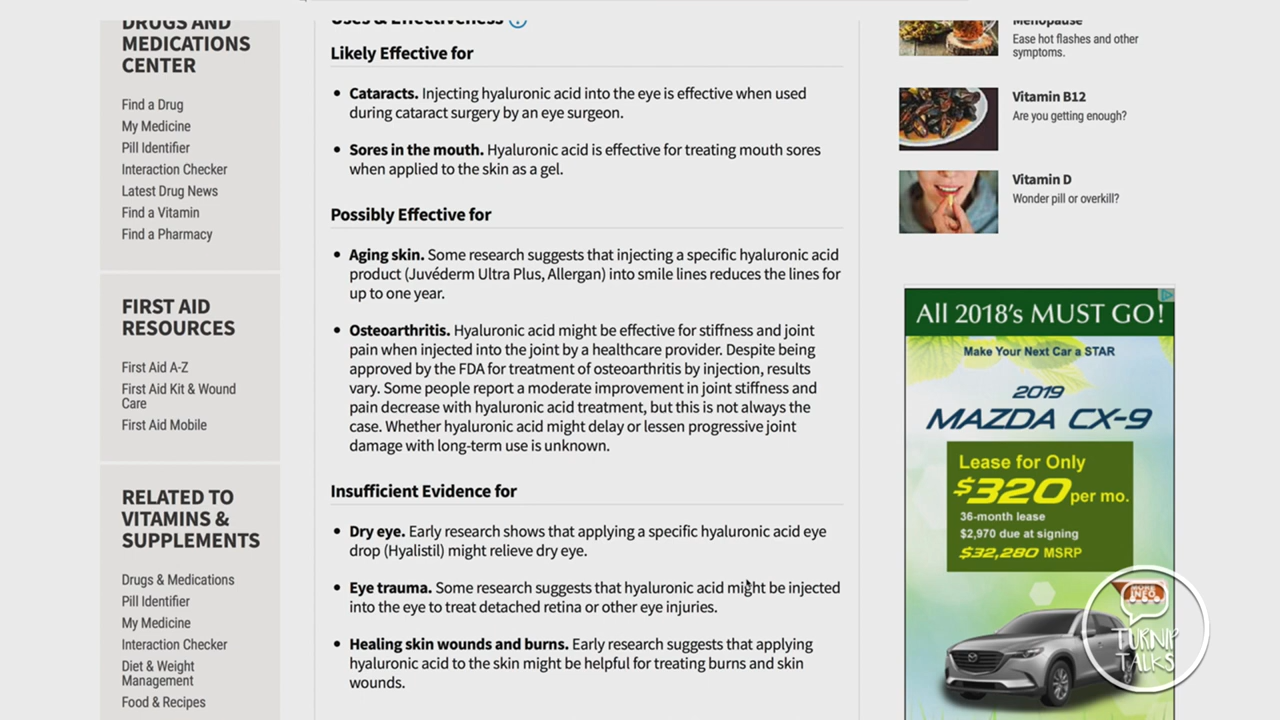 DRUGS AND
MEDICATIONS
CENTER
Find a Drug
My Medicine
Pill Identifier
Interaction Checker
Latest Drug News
Find a Vitamin
Find a Pharmacy
FIRST AID
RESOURCES
First Aid A-Z
First Aid Kit & Wound
Care
First Aid Mobile
RELATED TO
VITAMINS &
SUPPLEMENTS
Drugs & Medications
Pill Identifier
My Medicine
Interaction Checker
Diet & Weight
Management
Food & Recipes
Uses & Effectiveness
Likely Effective for
• Cataracts. Injecting hyaluronic acid into the eye is effective when used
during cataract surgery by an eye surgeon.
• Sores in the mouth. Hyaluronic acid is effective for treating mouth sores
when applied to the skin as a gel.
Possibly Effective for
• Aging skin. Some research suggests that injecting a specific hyaluronic acid
product (Juvéderm Ultra Plus, Allergan) into smile lines reduces the lines for
up to one year.
• Osteoarthritis. Hyaluronic acid might be effective for stiffness and joint
pain when injected into the joint by a healthcare provider. Despite being
approved by the FDA for treatment of osteoarthritis by injection, results
vary. Some people report a moderate improvement in joint stiffness and
pain decrease with hyaluronic acid treatment, but this is not always the
case. Whether hyaluronic acid might delay or lessen progressive joint
damage with long-term use is unknown.
Insufficient Evidence for
• Dry eye. Early research shows that applying a specific hyaluronic acid eye
drop (Hyalistil) might relieve dry eye.
• Eye trauma. Some research suggests that hyaluronic acid might be injected
into the eye to treat detached retina or other eye injuries.
• Healing skin wounds and burns. Early research suggests that applying
hyaluronic acid to the skin might be helpful for treating burns and skin
wounds.
Menopause
Ease hot flashes and other
symptoms.
Vitamin B12
Are you getting enough?
Vitamin D
Wonder pill or overkill?
All 2018's MUST GO!
Make Your Next Car a STAR
2019
MAZDA CX-9
Lease for Only
$320 per mo.
36-month lease
$2,970 due at signing
$32,280 MSRP
MORE
INFO
TURNIP
TALKS